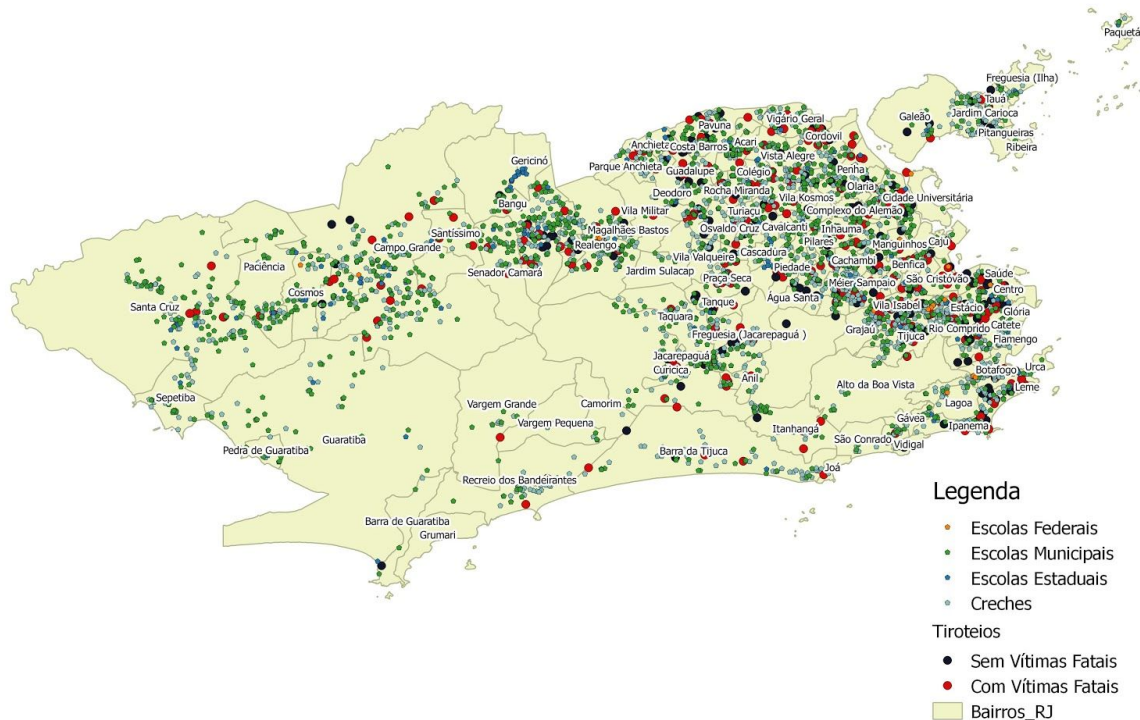 Paquetá
Freguesia (Ilha)
Tauá
Galeão
Jardim Carioca
Pitangueiras
Ribeira
Pavuna
Vigário Geral
Cordovil
Anchieta
Costa Barros
Acari
Vista Alegre
Gericinó
Parque Anchieta
Guadalupe
Colégio
Penha
Deodoro
Rocha Miranda
Vila Kosmos
Olaria
Cidade Universitária
Bangu
Vila Militar
Turiaçu
Complexo do Alemão
Santíssimo
Magalhães Bastos
Osvaldo Cruz
Cavalcanti
Inhaúma
Campo Grande
Realengo
Pilares
Manguinhos
Caju
Paciência
Senador Camará
Jardim Sulacap
Vila Valqueire
Cascadura
Cachambi
Benfica
Praça Seca
Piedade
Saúde
Cosmos
Méier
Sampaio
São Cristóvão
Centro
Santa Cruz
Tanque
Água Santa
Vila Isabel
Estácio
Glória
Taquara
Grajaú
Rio Comprido
Catete
Freguesia (Jacarepaguá )
Tijuca
Flamengo
Jacarepaguá
Curicica
Anil
Botafogo
Urca
Sepetiba
Alto da Boa Vista
Leme
Vargem Grande
Camorim
Lagoa
Vargem Pequena
Itanhangá
Gávea
Ipanema
Guaratiba
São Conrado
Vidigal
Pedra de Guaratiba
Barra da Tijuca
Joá
Recreio dos Bandeirantes
Barra de Guaratiba
Grumari
Legenda
Escolas Federais
Escolas Municipais
Escolas Estaduais
Creches
Tiroteios
Sem Vítimas Fatais
Com Vítimas Fatais
Bairros_RJ